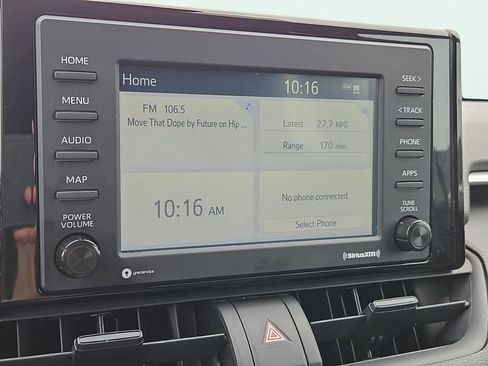 HOME
MENU
AUDIO
MAP
POWER
VOLUME
Home
10:16
FM 106.5
Move That Dope by Future on Hip ...
Latest 27.7 MPG
Range 170 miles
10:16 AM
No phone connected.
Select Phone
SEEK >
< TRACK
PHONE
APPS
TUNE
SCROLL
((SiriusXM))